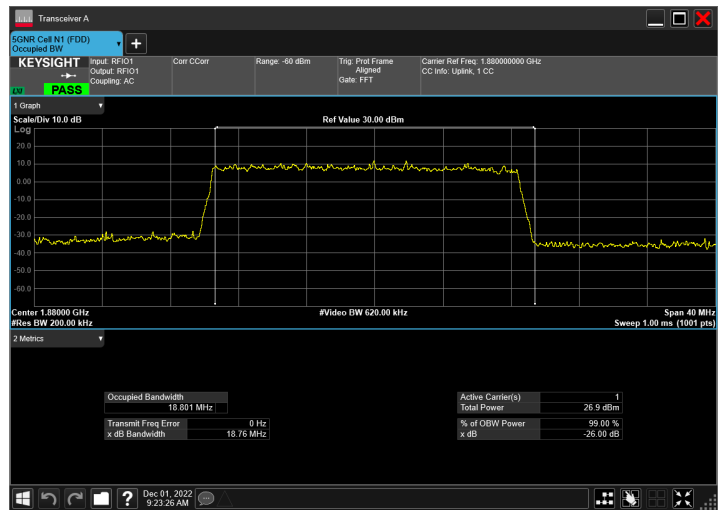 Transceiver A
5GNR Cell N1 (FDD)
Occupied BW
KEYSIGHT
Input: RFIO1
Output: RFIO1
Coupling: AC
Corr CCorr
Range: -60 dBm
Trig: Prot Frame
Aligned
Gate: FFT
Carrier Ref Freq: 1.880000000 GHz
CC Info: Uplink, 1 CC
PASS
1 Graph
Scale/Div 10.0 dB
Ref Value 30.00 dBm
Log
20.0
10.0
0.00
-10.0
-20.0
-30.0
-40.0
-50.0
-60.0
Center 1.88000 GHz
#Video BW 620.00 kHz
Span 40 MHz
#Res BW 200.00 kHz
Sweep 1.00 ms (1001 pts)
2 Metrics
Occupied Bandwidth
18.801 MHz
Transmit Freq Error 0 Hz
x dB Bandwidth 18.76 MHz
Active Carrier(s) 1
Total Power 26.9 dBm
% of OBW Power 99.00 %
x dB -26.00 dB
Dec 01, 2022
9:23:26 AM